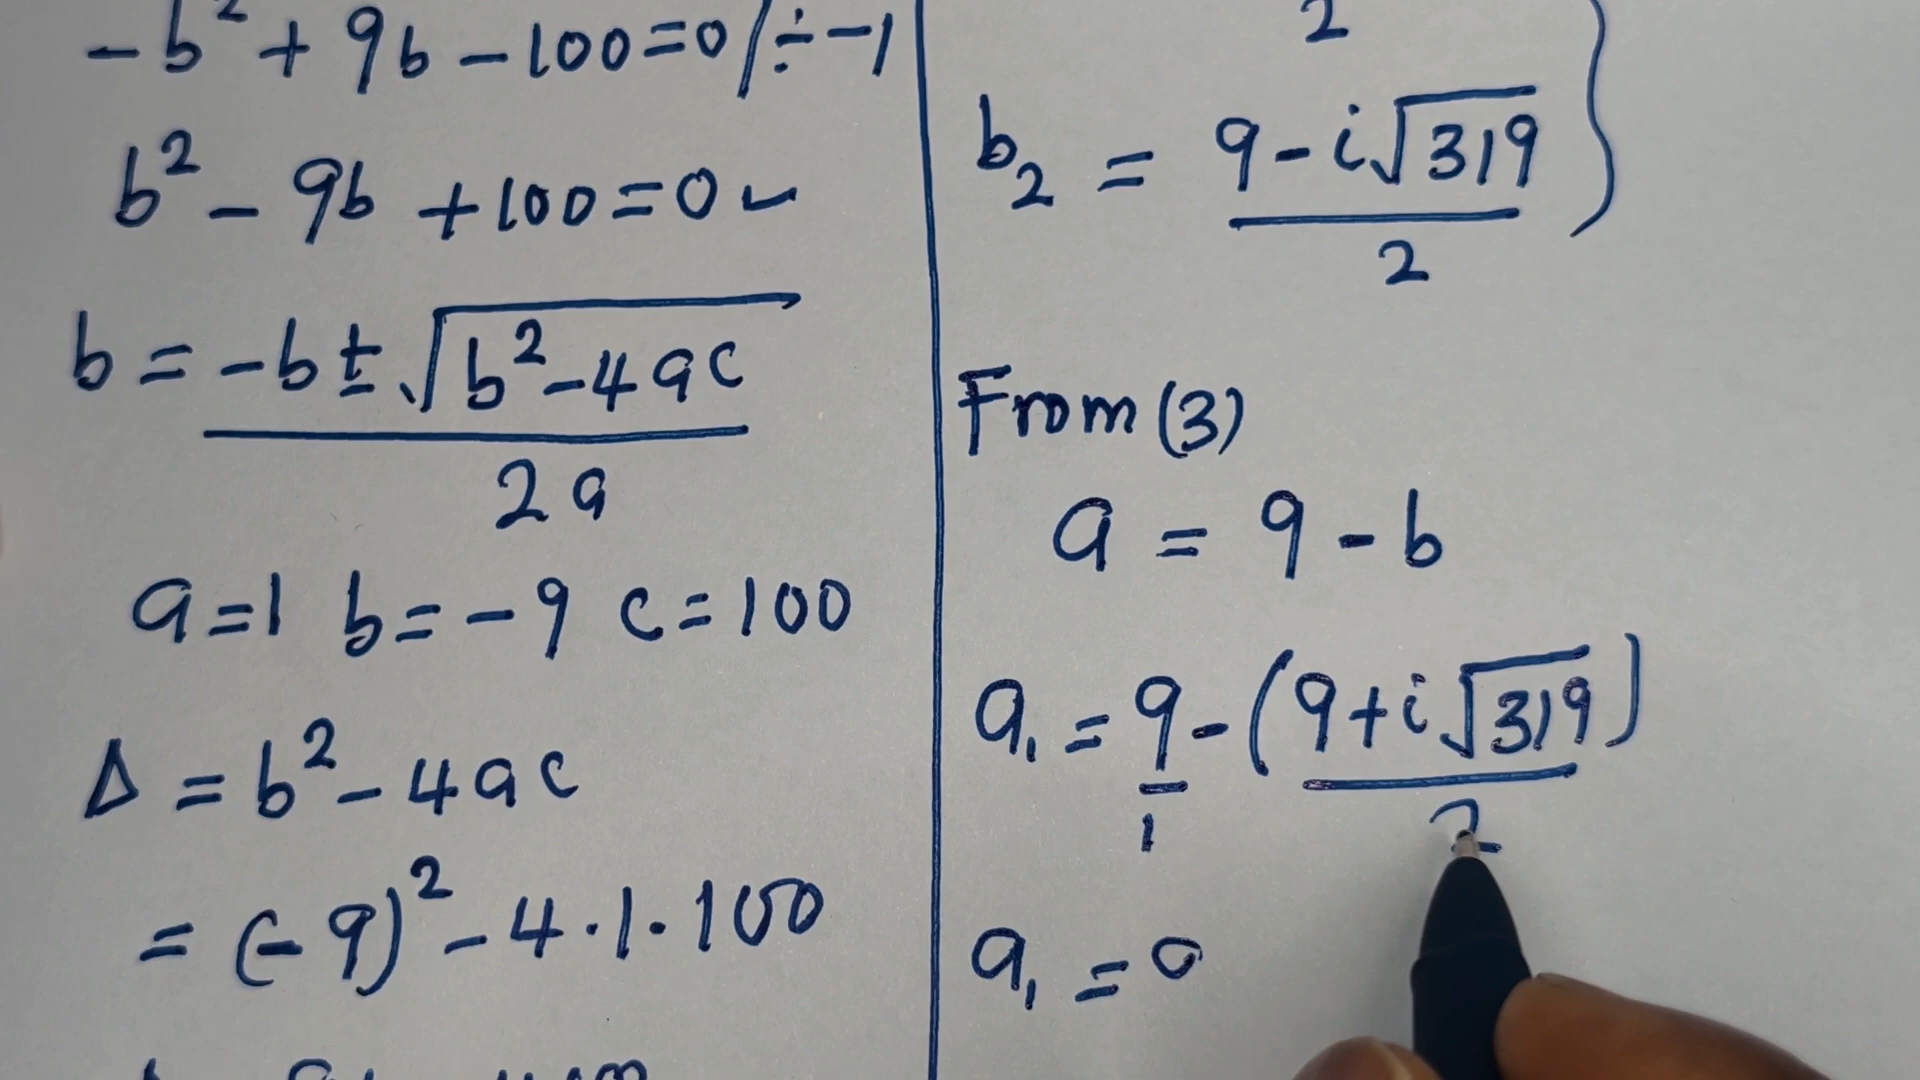 -b² + 9b - 100 = 0 / ÷ -1
b² - 9b + 100 = 0
b = -b ± √b² - 4ac
2a
a = 1 b = -9 c = 100
Δ = b² - 4ac
= (-9)² - 4 · 1 · 100
2
b₂ = 9 - i√319
2
From (3)
a = 9 - b
a₁ = 9 - (9 + i√319)
1 2
a₁ =